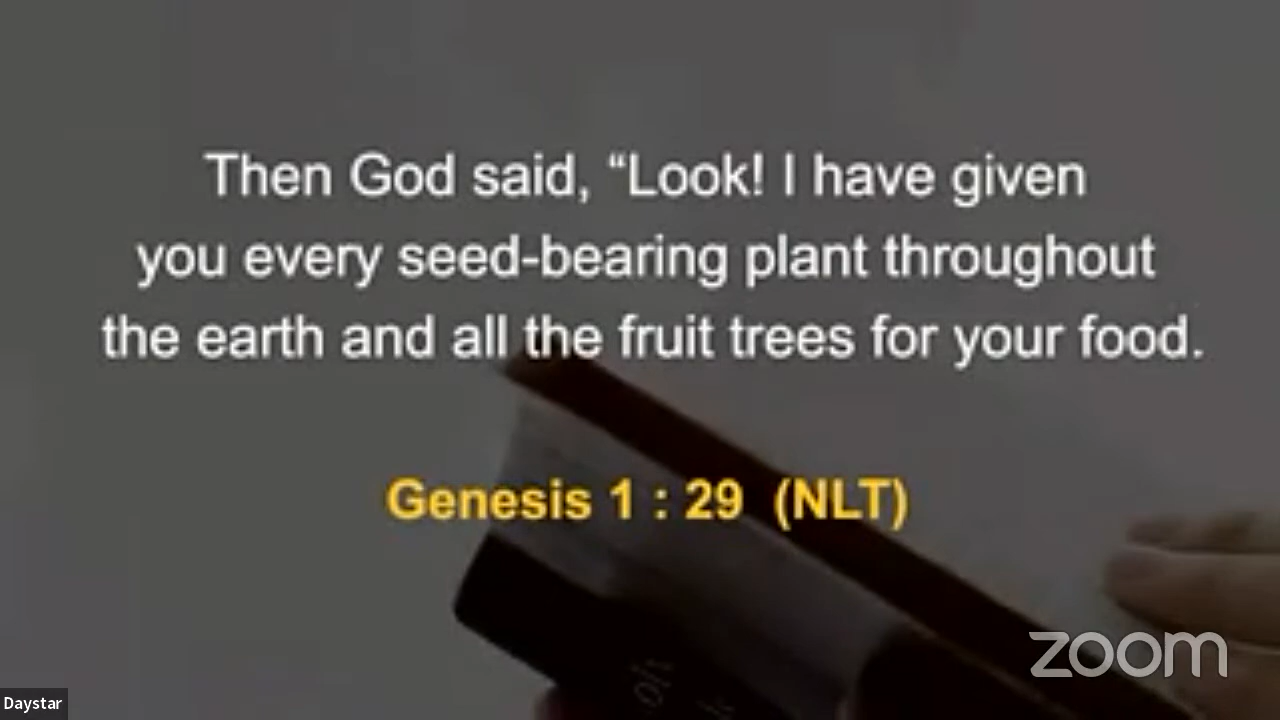 Then God said, “Look! I have given
you every seed-bearing plant throughout
the earth and all the fruit trees for your food.
Genesis 1 : 29 (NLT)
zoom
Daystar